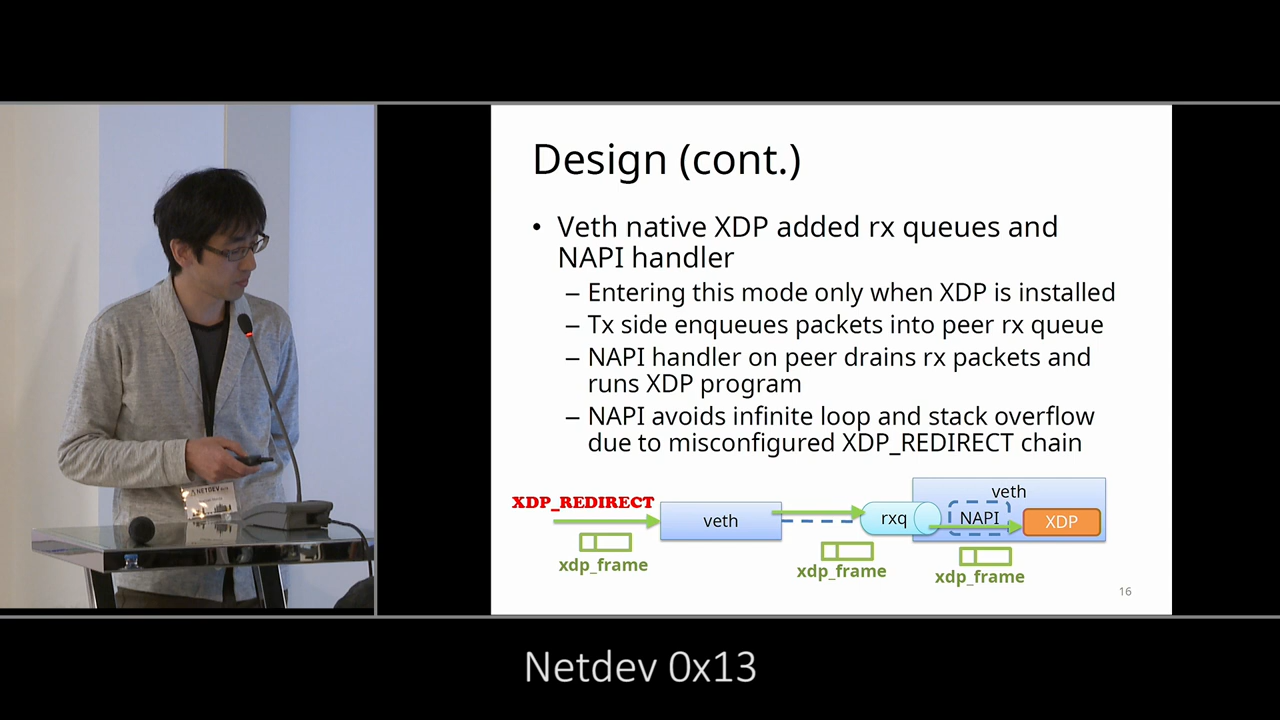 Design (cont.)
• Veth native XDP added rx queues and
NAPI handler
– Entering this mode only when XDP is installed
– Tx side enqueues packets into peer rx queue
– NAPI handler on peer drains rx packets and
runs XDP program
– NAPI avoids infinite loop and stack overflow
due to misconfigured XDP_REDIRECT chain
XDP_REDIRECT
veth
rxq
veth
NAPI
XDP
xdp_frame
xdp_frame
xdp_frame
16
NETDEV
Netdev 0x13